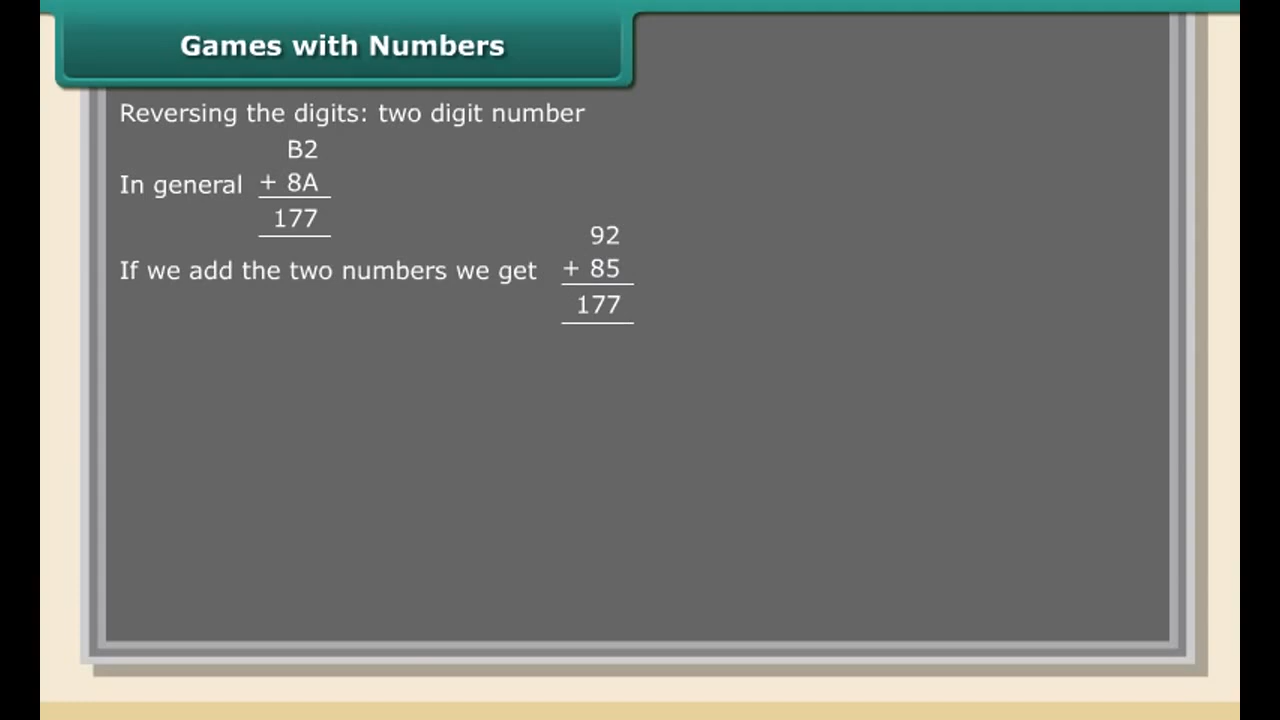 Games with Numbers
Reversing the digits: two digit number
B2
In general + 8A
177
92
If we add the two numbers we get + 85
177